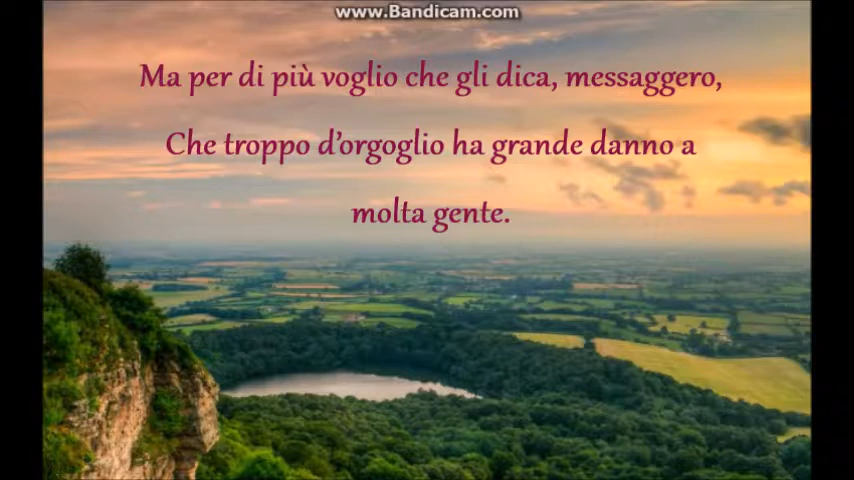 www.Bandicam.com
Ma per di più voglio che gli dica, messaggero,
Che troppo d’orgoglio ha grande danno a
molta gente.